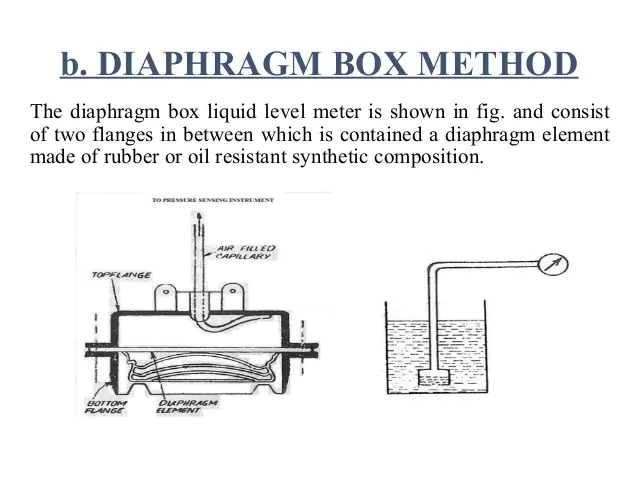 b. DIAPHRAGM BOX METHOD
The diaphragm box liquid level meter is shown in fig. and consist
of two flanges in between which is contained a diaphragm element
made of rubber or oil resistant synthetic composition.
TO PRESSURE SENSING INSTRUMENT
AIR FILLED
CAPILLARY
TOPFLANGE
BOTTOM
FLANGE
DIAPHRAGM
ELEMENT